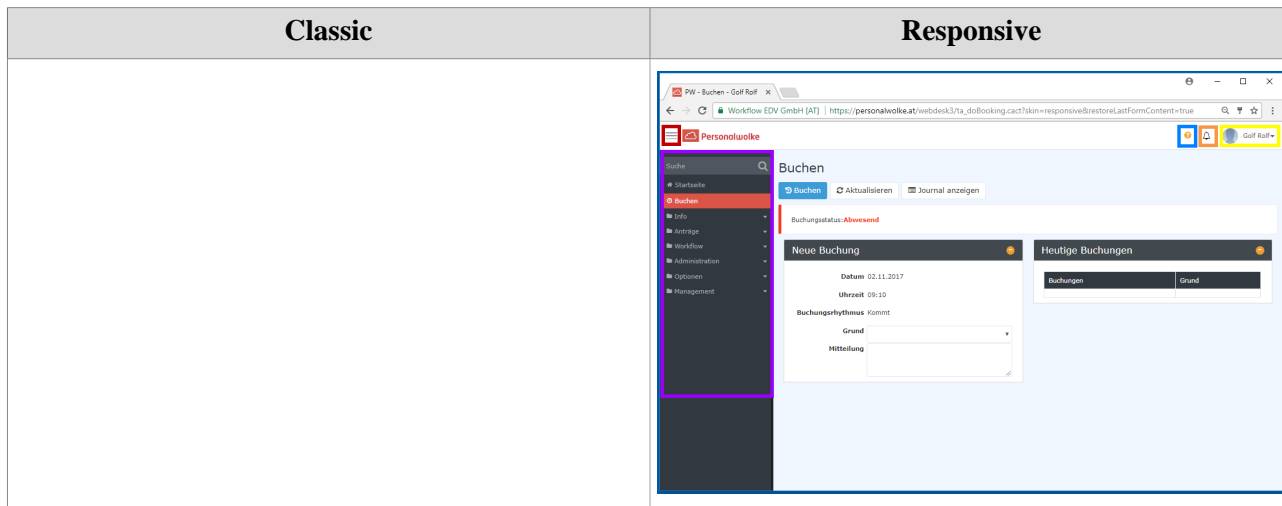 Classic
Responsive
PW - Buchen - Golf Rolf
Workflow EDV GmbH [AT] | https://personalwolke.at/webdesk3/ta_doBooking.cact?skin=responsive&restoreLastFormContent=true
Personalwolke
Golf Rolf
Suche
Startseite
Buchen
Info
Anträge
Workflow
Administration
Optionen
Management
Buchen
Buchen Aktualisieren Journal anzeigen
Buchungsstatus:Abwesend
Neue Buchung
Datum 02.11.2017
Uhrzeit 09:10
Buchungsrhythmus Kommt
Grund
Mitteilung
Heutige Buchungen
Buchungen Grund